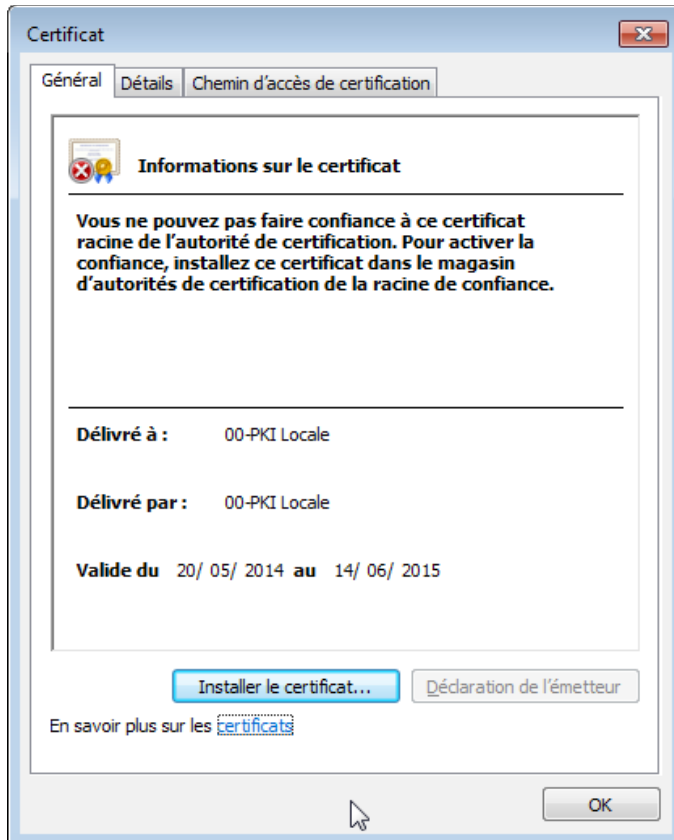 Certificat
Général Détails Chemin d'accès de certification
Informations sur le certificat
Vous ne pouvez pas faire confiance à ce certificat
racine de l'autorité de certification. Pour activer la
confiance, installez ce certificat dans le magasin
d'autorités de certification de la racine de confiance.
Délivré à : 00-PKI Locale
Délivré par : 00-PKI Locale
Valide du 20/ 05/ 2014 au 14/ 06/ 2015
Installer le certificat... Déclaration de l'émetteur
En savoir plus sur les certificats
OK